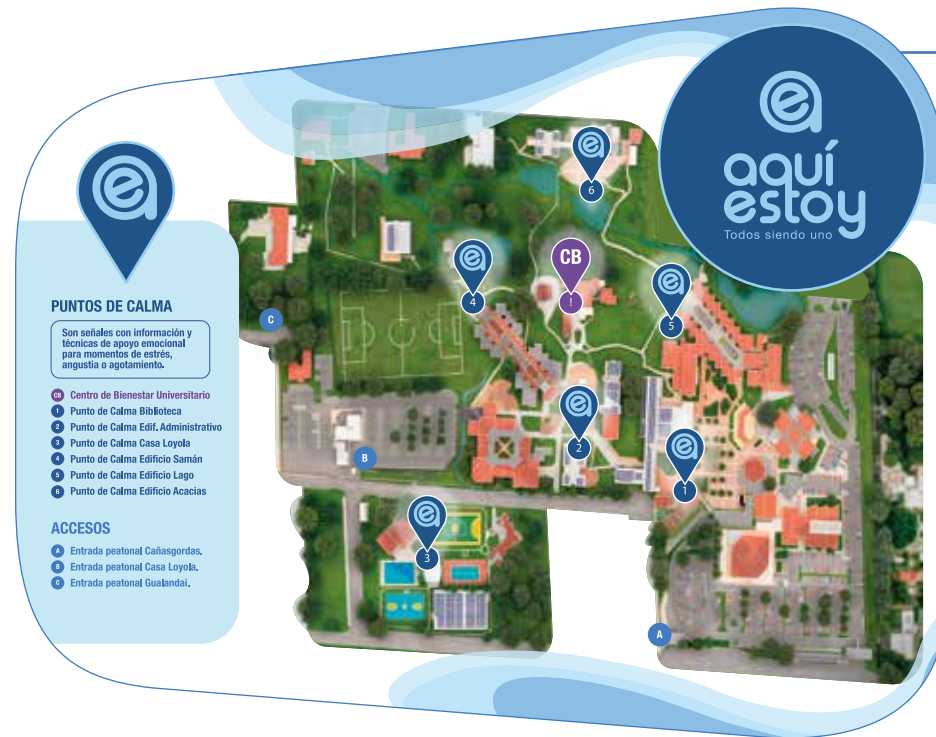 aquí
estoy
Todos siendo uno
PUNTOS DE CALMA
Son señales con información y
técnicas de apoyo emocional
para momentos de estrés,
angustia o agotamiento.
CB Centro de Bienestar Universitario
1 Punto de Calma Biblioteca
2 Punto de Calma Edif. Administrativo
3 Punto de Calma Casa Loyola
4 Punto de Calma Edificio Samán
5 Punto de Calma Edificio Lago
6 Punto de Calma Edificio Acacias
ACCESOS
A Entrada peatonal Cañasgordas.
B Entrada peatonal Casa Loyola.
C Entrada peatonal Gualandai.
6
CB
!
4
5
C
2
B
1
3
A